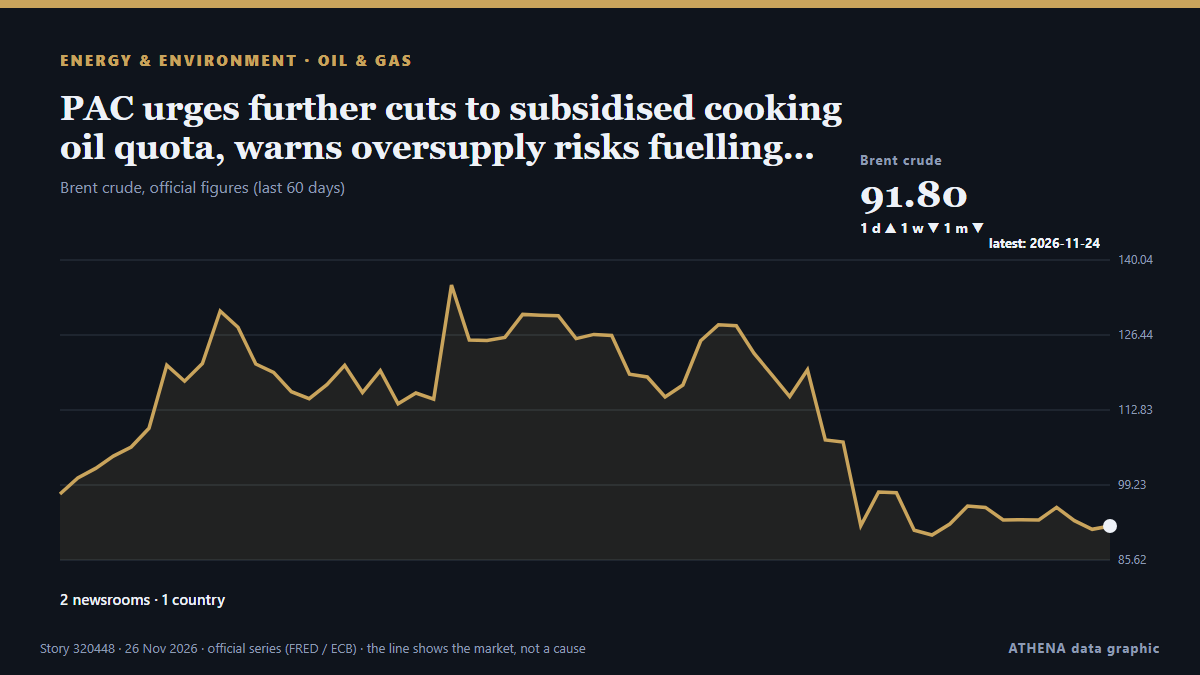 ENERGY & ENVIRONMENT · OIL & GAS
PAC urges further cuts to subsidised cooking
oil quota, warns oversupply risks fuelling...
Brent crude, official figures (last 60 days)
Brent crude
91.80
1 d ▲ 1 w ▼ 1 m ▼
latest: 2026-11-24
140.04
126.44
112.83
99.23
85.62
2 newsrooms · 1 country
Story 320448 · 26 Nov 2026 · official series (FRED / ECB) · the line shows the market, not a cause
ATHENA data graphic